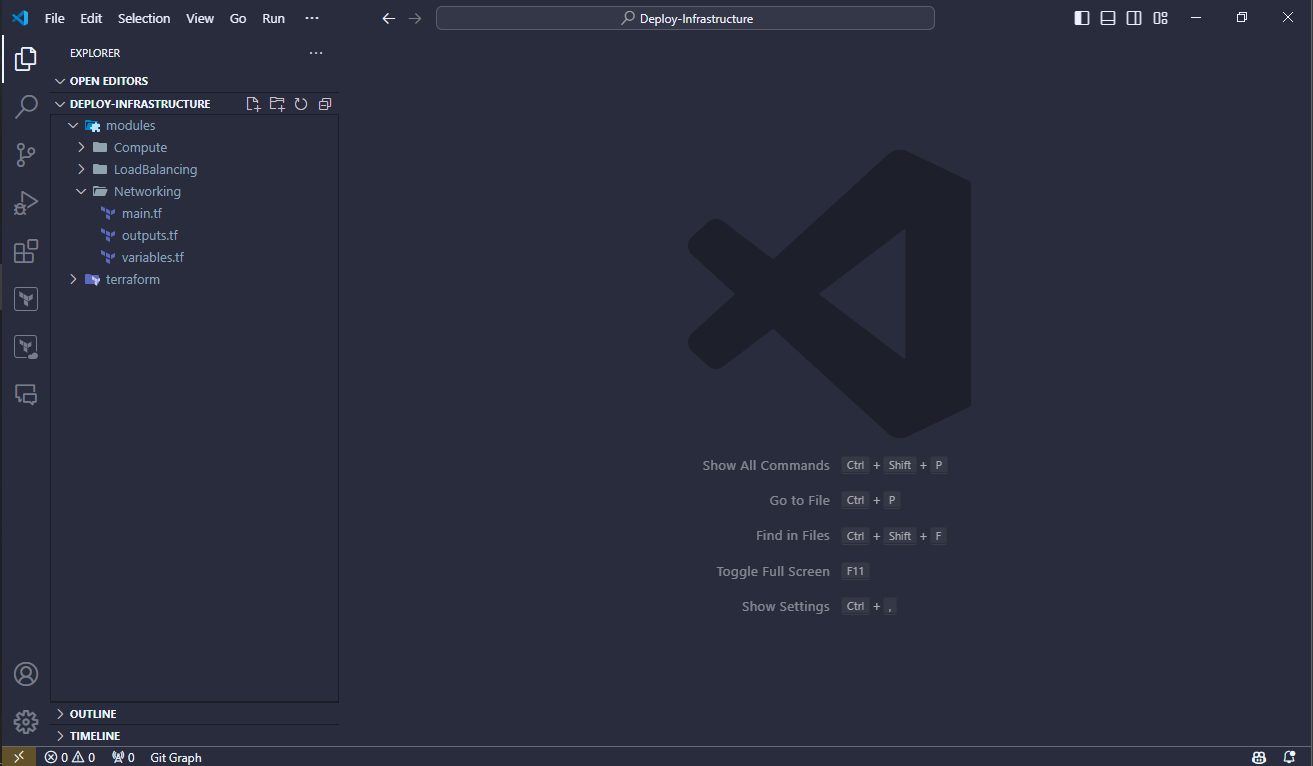 File Edit Selection View Go Run ···
Deploy-Infrastructure
EXPLORER ···
OPEN EDITORS
DEPLOY-INFRASTRUCTURE
modules
Compute
LoadBalancing
Networking
main.tf
outputs.tf
variables.tf
terraform
Show All Commands Ctrl + Shift + P
Go to File Ctrl + P
Find in Files Ctrl + Shift + F
Toggle Full Screen F11
Show Settings Ctrl + ,
OUTLINE
TIMELINE
0 0 0 Git Graph